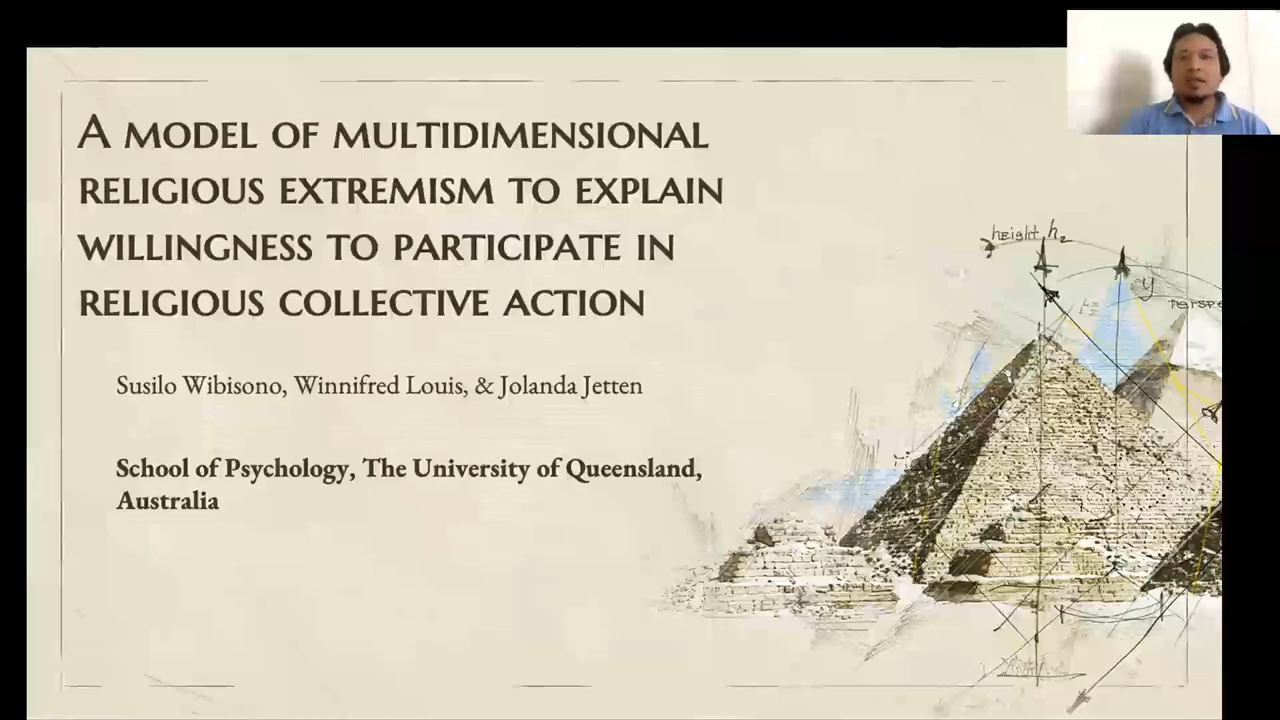 A MODEL OF MULTIDIMENSIONAL
RELIGIOUS EXTREMISM TO EXPLAIN
WILLINGNESS TO PARTICIPATE IN
RELIGIOUS COLLECTIVE ACTION
Susilo Wibisono, Winnifred Louis, & Jolanda Jetten
School of Psychology, The University of Queensland,
Australia
height, h₂
y